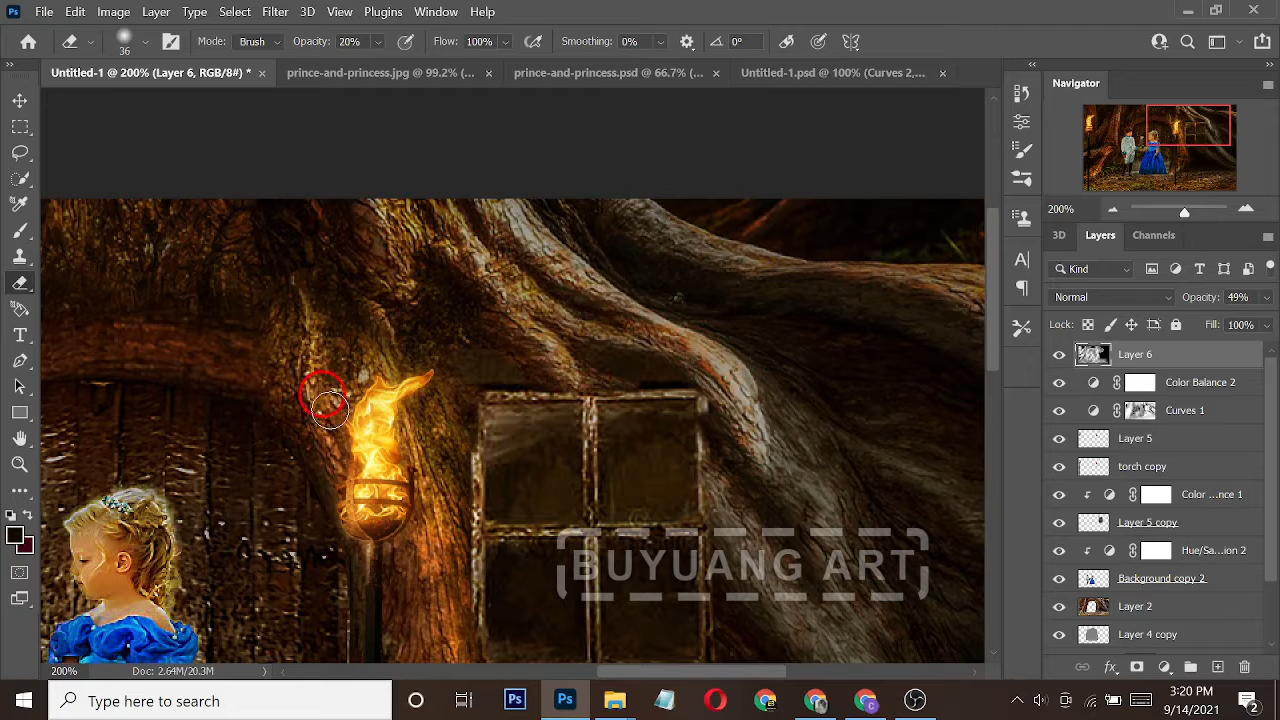 Ps File Edit Image Layer Type Select Filter 3D View Plugins Window Help
36 Mode: Brush Opacity: 20% Flow: 100% Smoothing: 0% 0°
Untitled-1 @ 200% (Layer 6, RGB/8#) * prince-and-princess.jpg @ 99.2% (... prince-and-princess.psd @ 66.7% (... Untitled-1.psd @ 100% (Curves 2,...
Navigator
200%
3D Layers Channels
Kind
Normal Opacity: 49%
Lock: Fill: 100%
Layer 6
Color Balance 2
Curves 1
Layer 5
torch copy
Color ...nce 1
Layer 5 copy
Hue/Sa...ion 2
Background copy 2
Layer 2
Layer 4 copy
BUYUANG ART
200% Doc: 2.64M/20.3M
Type here to search
3:20 PM
9/14/2021
2